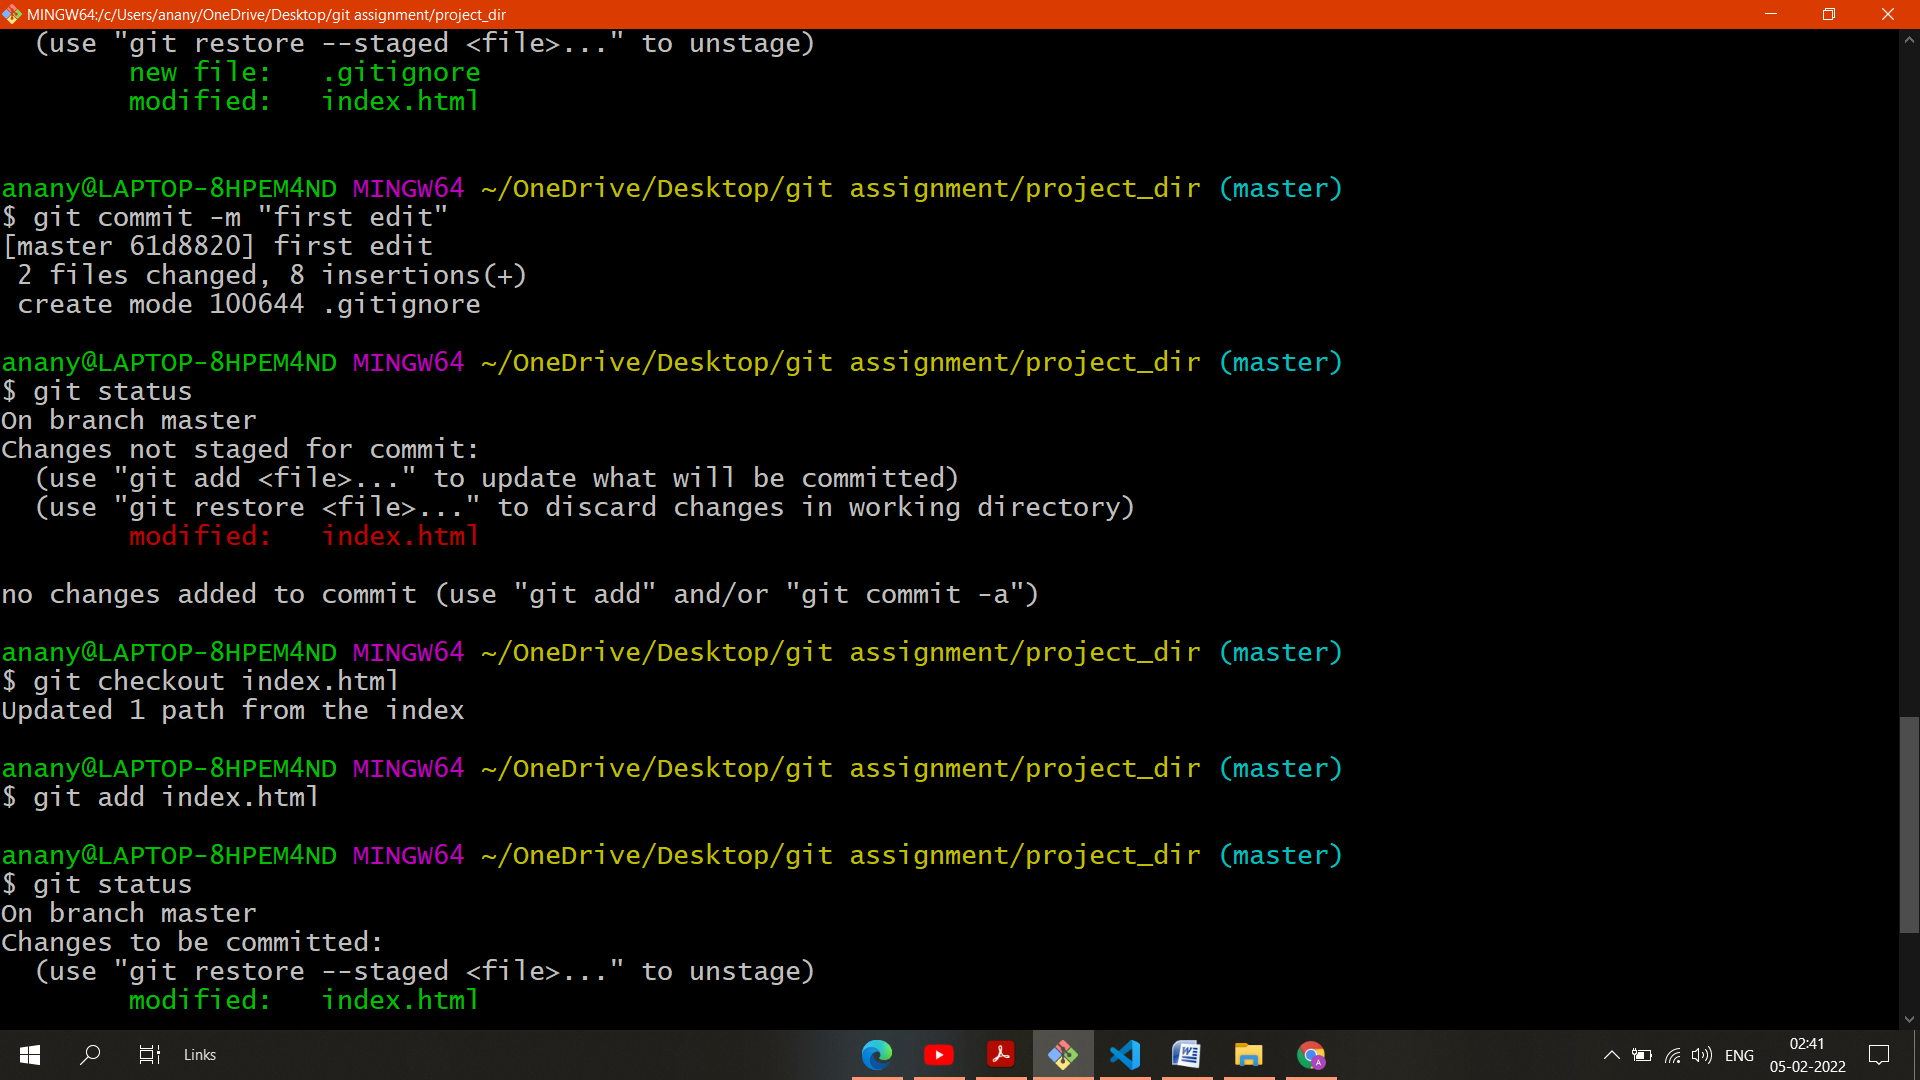 MINGW64:/c/Users/anany/OneDrive/Desktop/git assignment/project_dir
(use "git restore --staged <file>..." to unstage)
new file:   .gitignore
modified:   index.html
anany@LAPTOP-8HPEM4ND MINGW64 ~/OneDrive/Desktop/git assignment/project_dir (master)
$ git commit -m "first edit"
[master 61d8820] first edit
2 files changed, 8 insertions(+)
create mode 100644 .gitignore
anany@LAPTOP-8HPEM4ND MINGW64 ~/OneDrive/Desktop/git assignment/project_dir (master)
$ git status
On branch master
Changes not staged for commit:
(use "git add <file>..." to update what will be committed)
(use "git restore <file>..." to discard changes in working directory)
modified:   index.html
no changes added to commit (use "git add" and/or "git commit -a")
anany@LAPTOP-8HPEM4ND MINGW64 ~/OneDrive/Desktop/git assignment/project_dir (master)
$ git checkout index.html
Updated 1 path from the index
anany@LAPTOP-8HPEM4ND MINGW64 ~/OneDrive/Desktop/git assignment/project_dir (master)
$ git add index.html
anany@LAPTOP-8HPEM4ND MINGW64 ~/OneDrive/Desktop/git assignment/project_dir (master)
$ git status
On branch master
Changes to be committed:
(use "git restore --staged <file>..." to unstage)
modified:   index.html
Links
ENG
02:41
05-02-2022